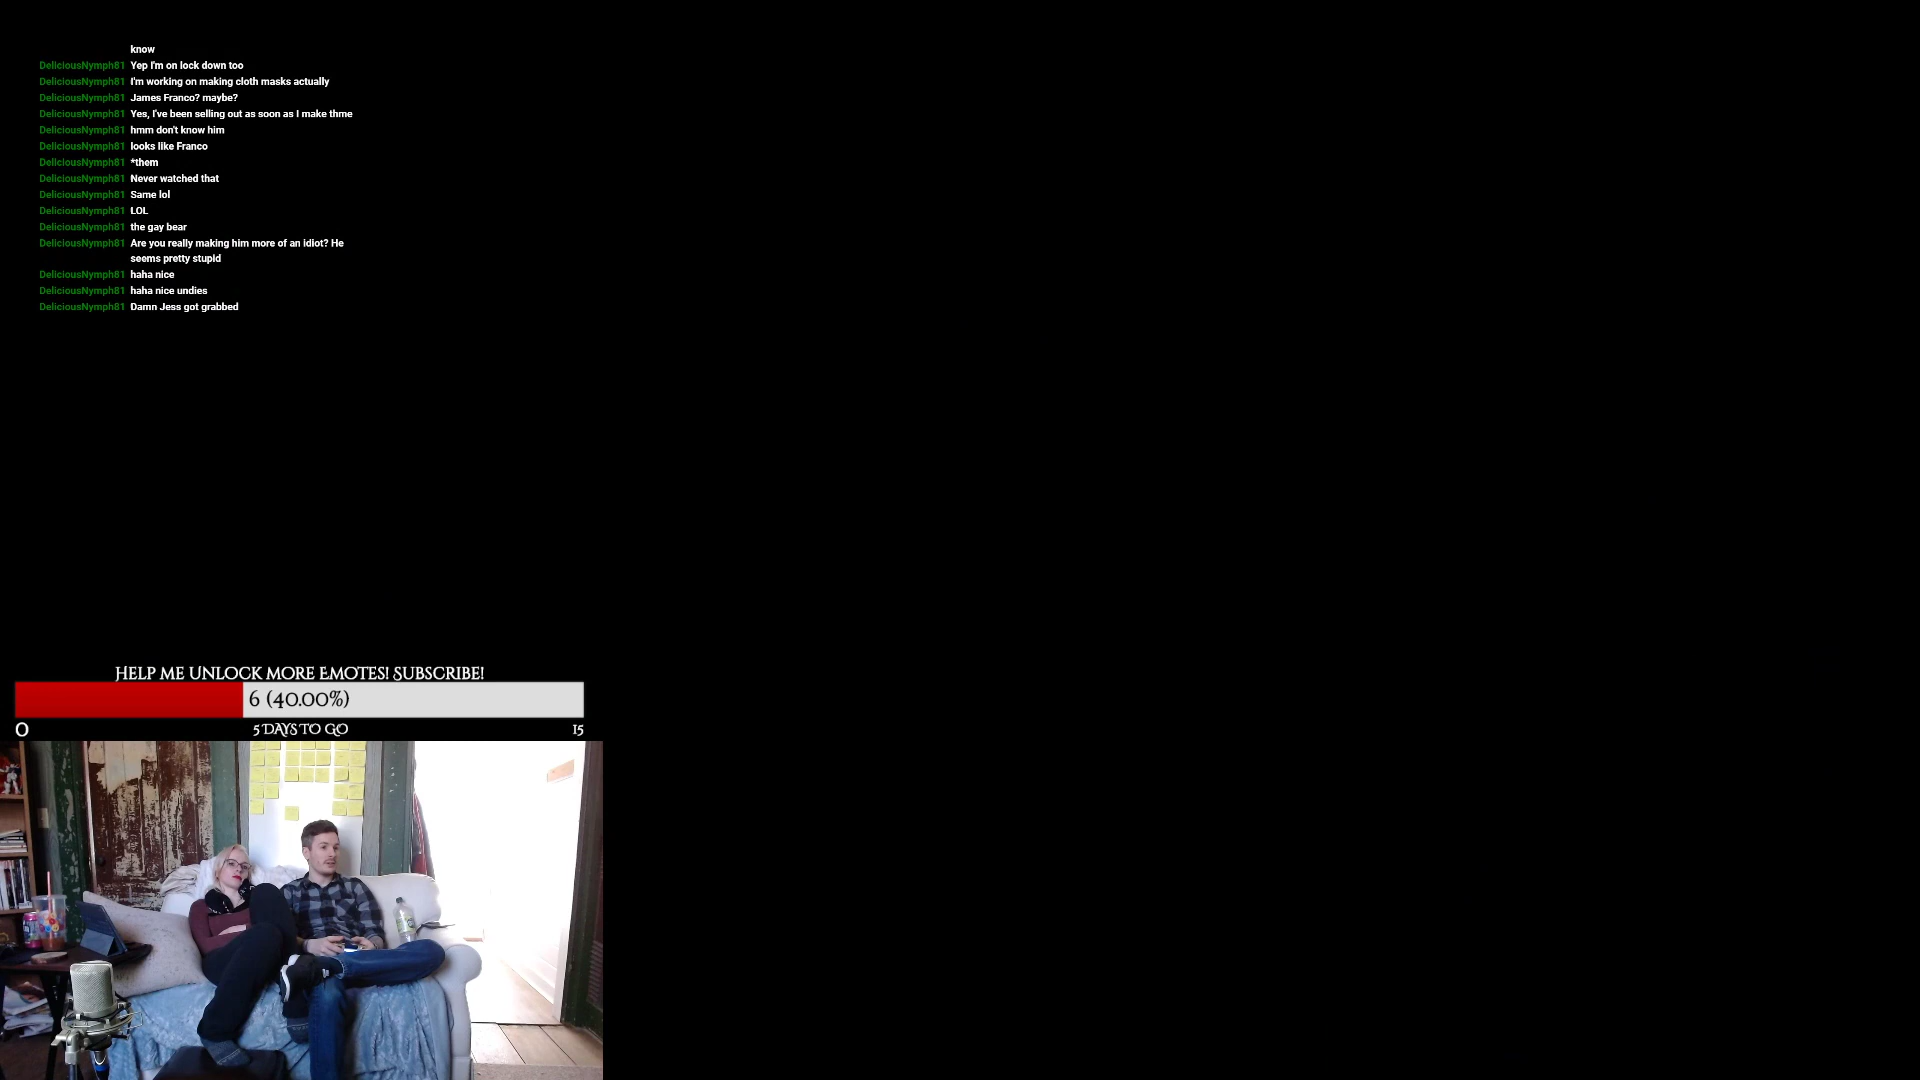 know
DeliciousNymph81 Yep I'm on lock down too
DeliciousNymph81 I'm working on making cloth masks actually
DeliciousNymph81 James Franco? maybe?
DeliciousNymph81 Yes, I've been selling out as soon as I make thme
DeliciousNymph81 hmm don't know him
DeliciousNymph81 looks like Franco
DeliciousNymph81 *them
DeliciousNymph81 Never watched that
DeliciousNymph81 Same lol
DeliciousNymph81 LOL
DeliciousNymph81 the gay bear
DeliciousNymph81 Are you really making him more of an idiot? He
seems pretty stupid
DeliciousNymph81 haha nice
DeliciousNymph81 haha nice undies
DeliciousNymph81 Damn Jess got grabbed
Help me unlock more Emotes! Subscribe!
6 (40.00%)
0 5 days to go 15